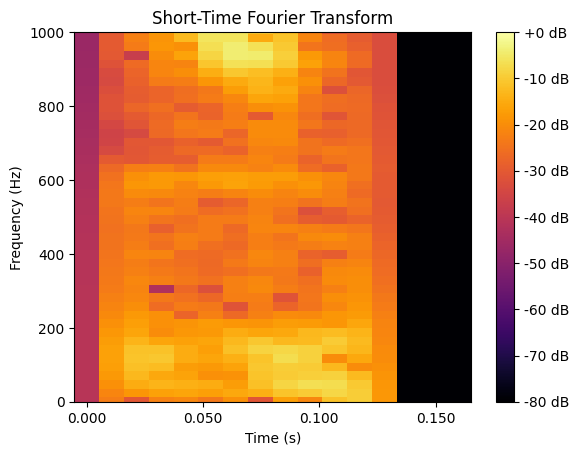 Short-Time Fourier Transform
Frequency (Hz)
1000
800
600
400
200
0
0.000
0.050
0.100
0.150
Time (s)
+0 dB
-10 dB
-20 dB
-30 dB
-40 dB
-50 dB
-60 dB
-70 dB
-80 dB